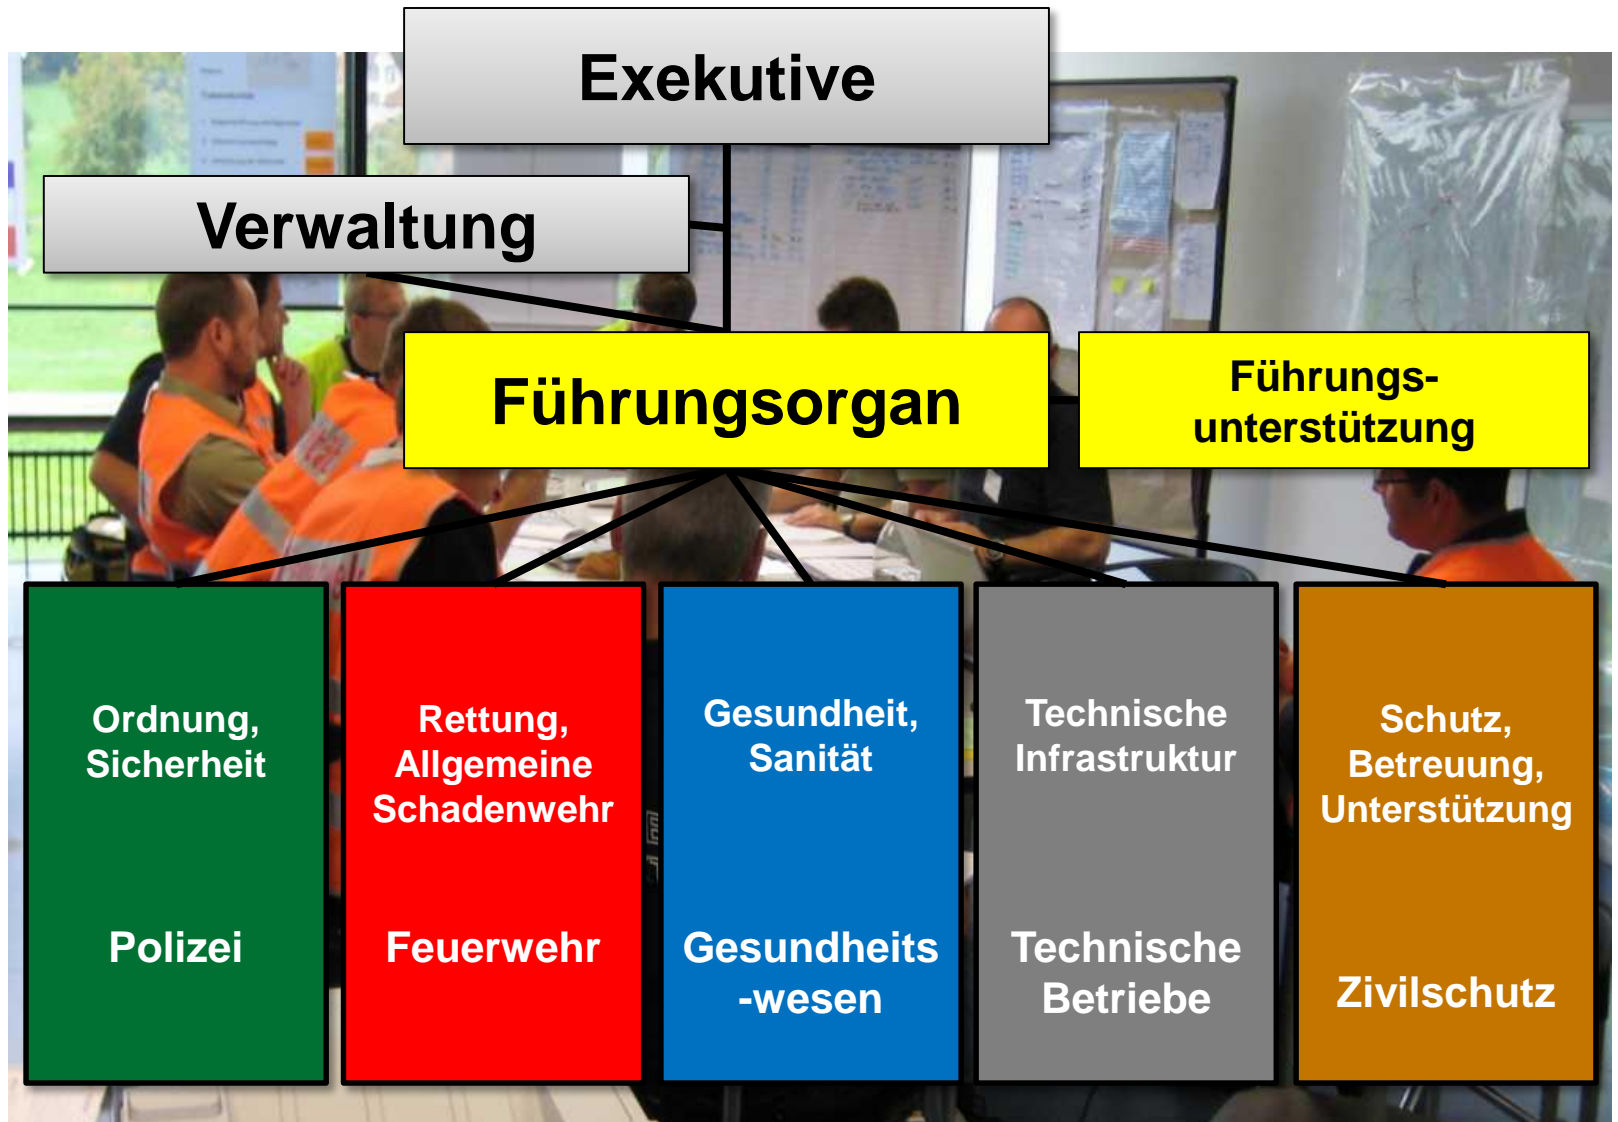 Exekutive
Verwaltung
Führungsorgan
Führungs-
unterstützung
Ordnung,
Sicherheit
Polizei
Rettung,
Allgemeine
Schadenwehr
Feuerwehr
Gesundheit,
Sanität
Gesundheits
-wesen
Technische
Infrastruktur
Technische
Betriebe
Schutz,
Betreuung,
Unterstützung
Zivilschutz